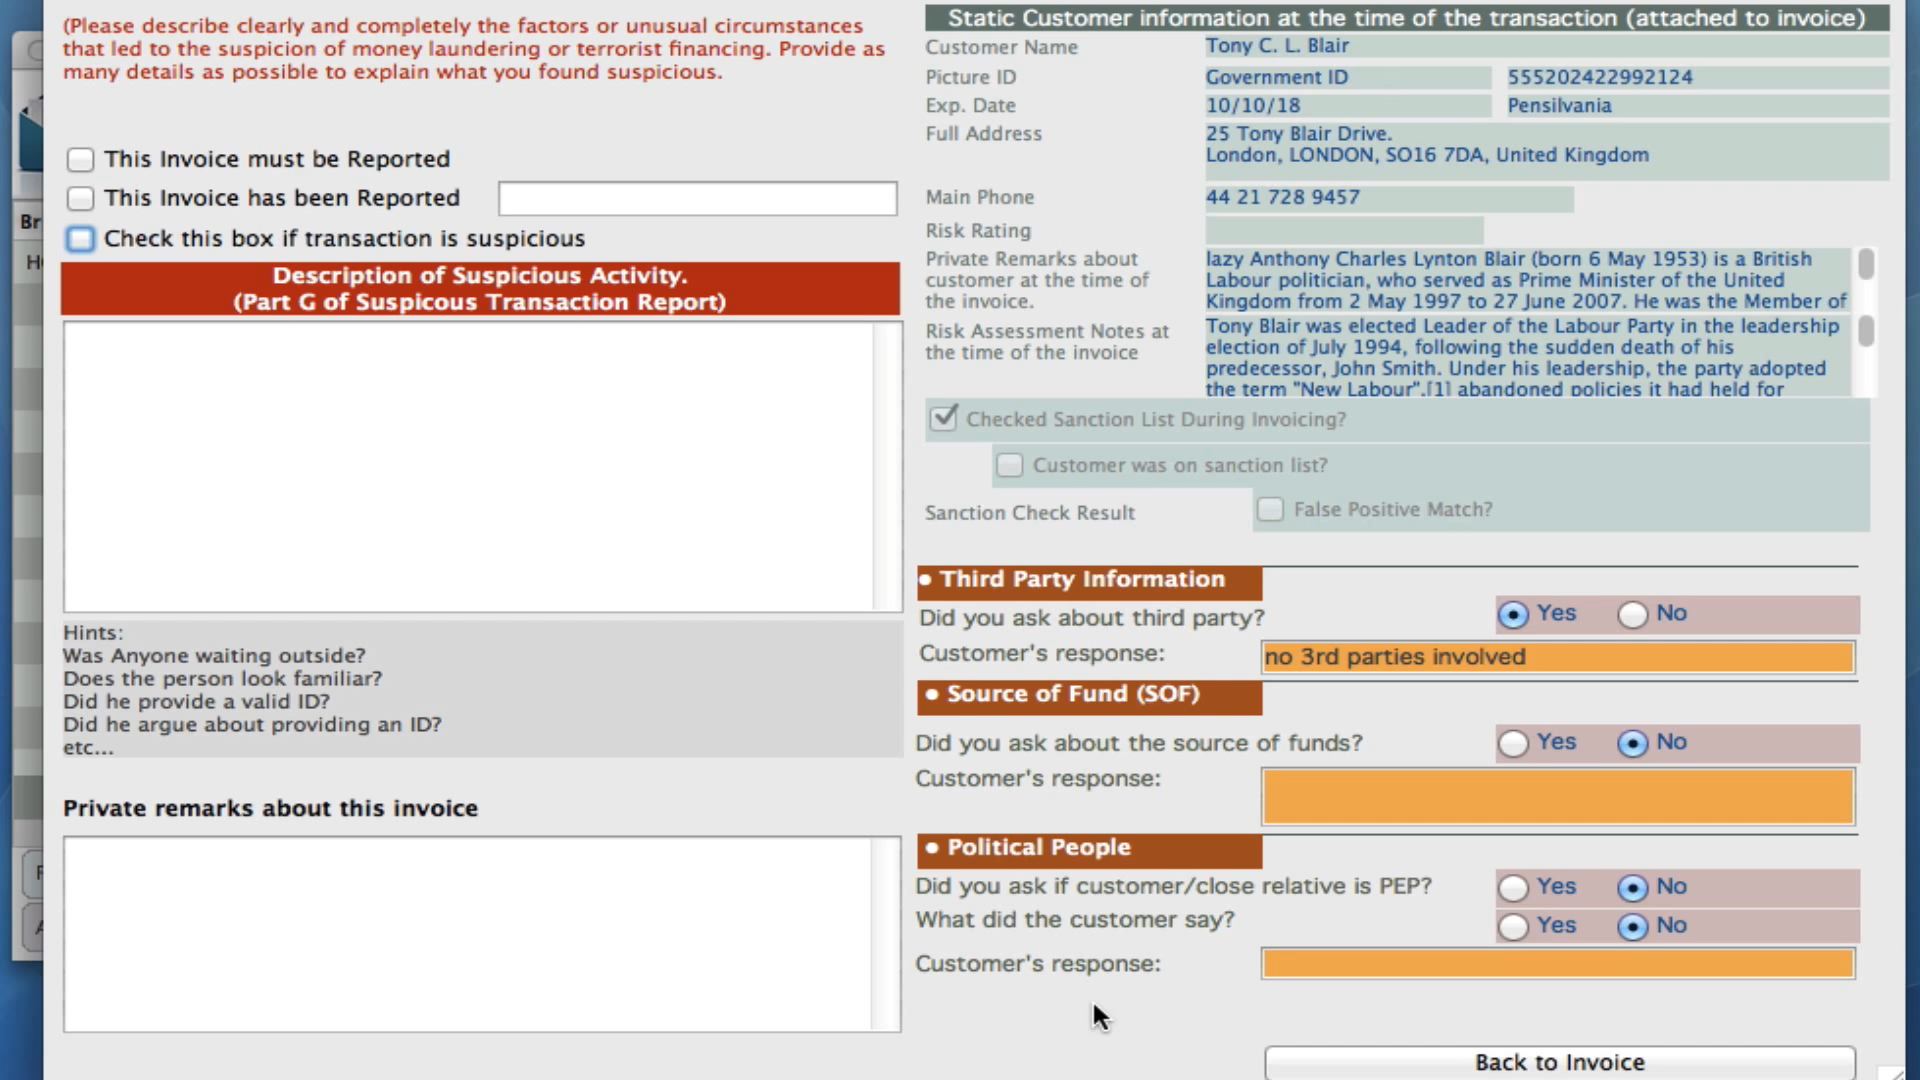 (Please describe clearly and completely the factors or unusual circumstances
that led to the suspicion of money laundering or terrorist financing. Provide as
many details as possible to explain what you found suspicious.
This Invoice must be Reported
This Invoice has been Reported
Check this box if transaction is suspicious
Description of Suspicious Activity.
(Part G of Suspicous Transaction Report)
Hints:
Was Anyone waiting outside?
Does the person look familiar?
Did he provide a valid ID?
Did he argue about providing an ID?
etc...
Private remarks about this invoice
Static Customer information at the time of the transaction (attached to invoice)
Customer Name Tony C. L. Blair
Picture ID Government ID 555202422992124
Exp. Date 10/10/18 Pensilvania
Full Address 25 Tony Blair Drive.
London, LONDON, SO16 7DA, United Kingdom
Main Phone 44 21 728 9457
Risk Rating
Private Remarks about
customer at the time of
the invoice.
lazy Anthony Charles Lynton Blair (born 6 May 1953) is a British
Labour politician, who served as Prime Minister of the United
Kingdom from 2 May 1997 to 27 June 2007. He was the Member of
Risk Assessment Notes at
the time of the invoice
Tony Blair was elected Leader of the Labour Party in the leadership
election of July 1994, following the sudden death of his
predecessor, John Smith. Under his leadership, the party adopted
the term "New Labour",[1] abandoned policies it had held for
Checked Sanction List During Invoicing?
Customer was on sanction list?
Sanction Check Result False Positive Match?
• Third Party Information
Did you ask about third party? Yes No
Customer's response: no 3rd parties involved
• Source of Fund (SOF)
Did you ask about the source of funds? Yes No
Customer's response:
• Political People
Did you ask if customer/close relative is PEP? Yes No
What did the customer say? Yes No
Customer's response:
Back to Invoice
Br